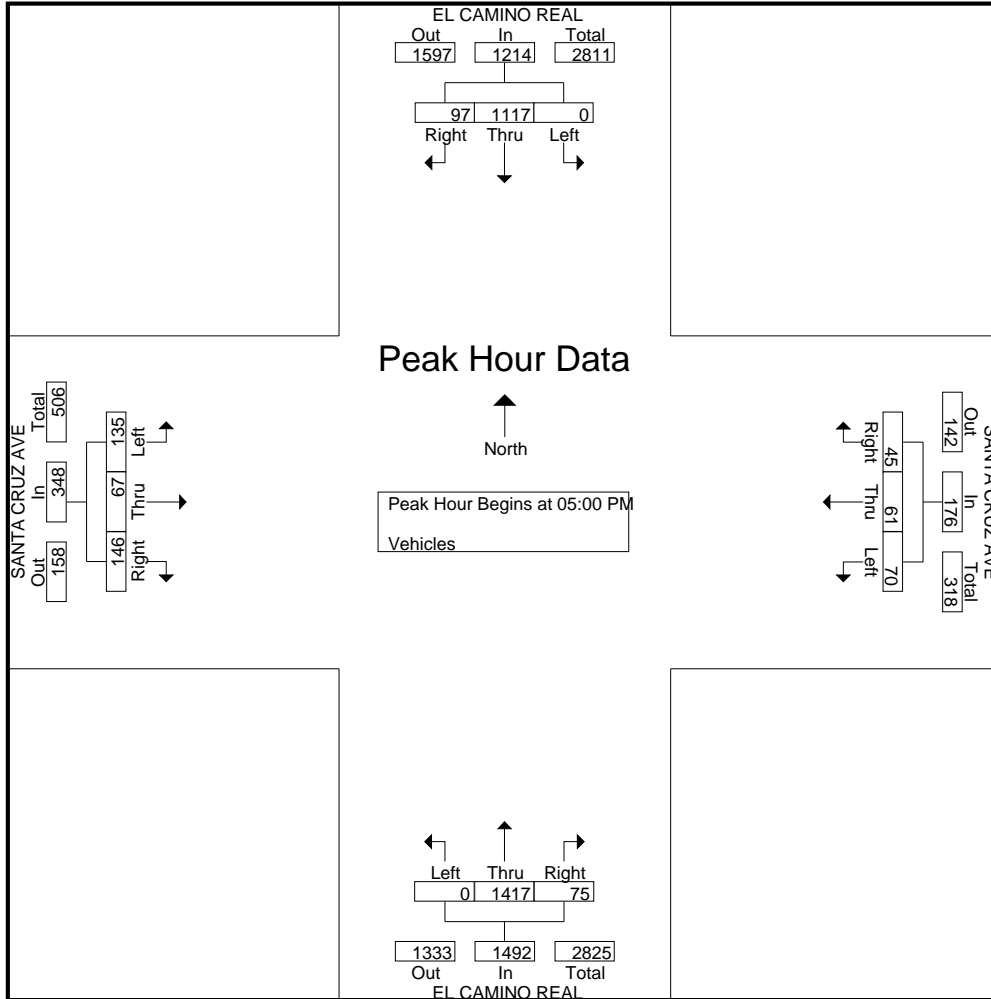 EL CAMINO REAL
Out In Total
1597 1214 2811
97 1117 0
Right Thru Left
Peak Hour Data
North
Peak Hour Begins at 05:00 PM
Vehicles
SANTA CRUZ AVE
Total In Out
506 348 158
135 67 146
Left Thru Right
Right Thru Left
45 61 70
Out In Total
142 176 318
SANTA CRUZ AVE
Left Thru Right
0 1417 75
1333 1492 2825
Out In Total
EL CAMINO REAL